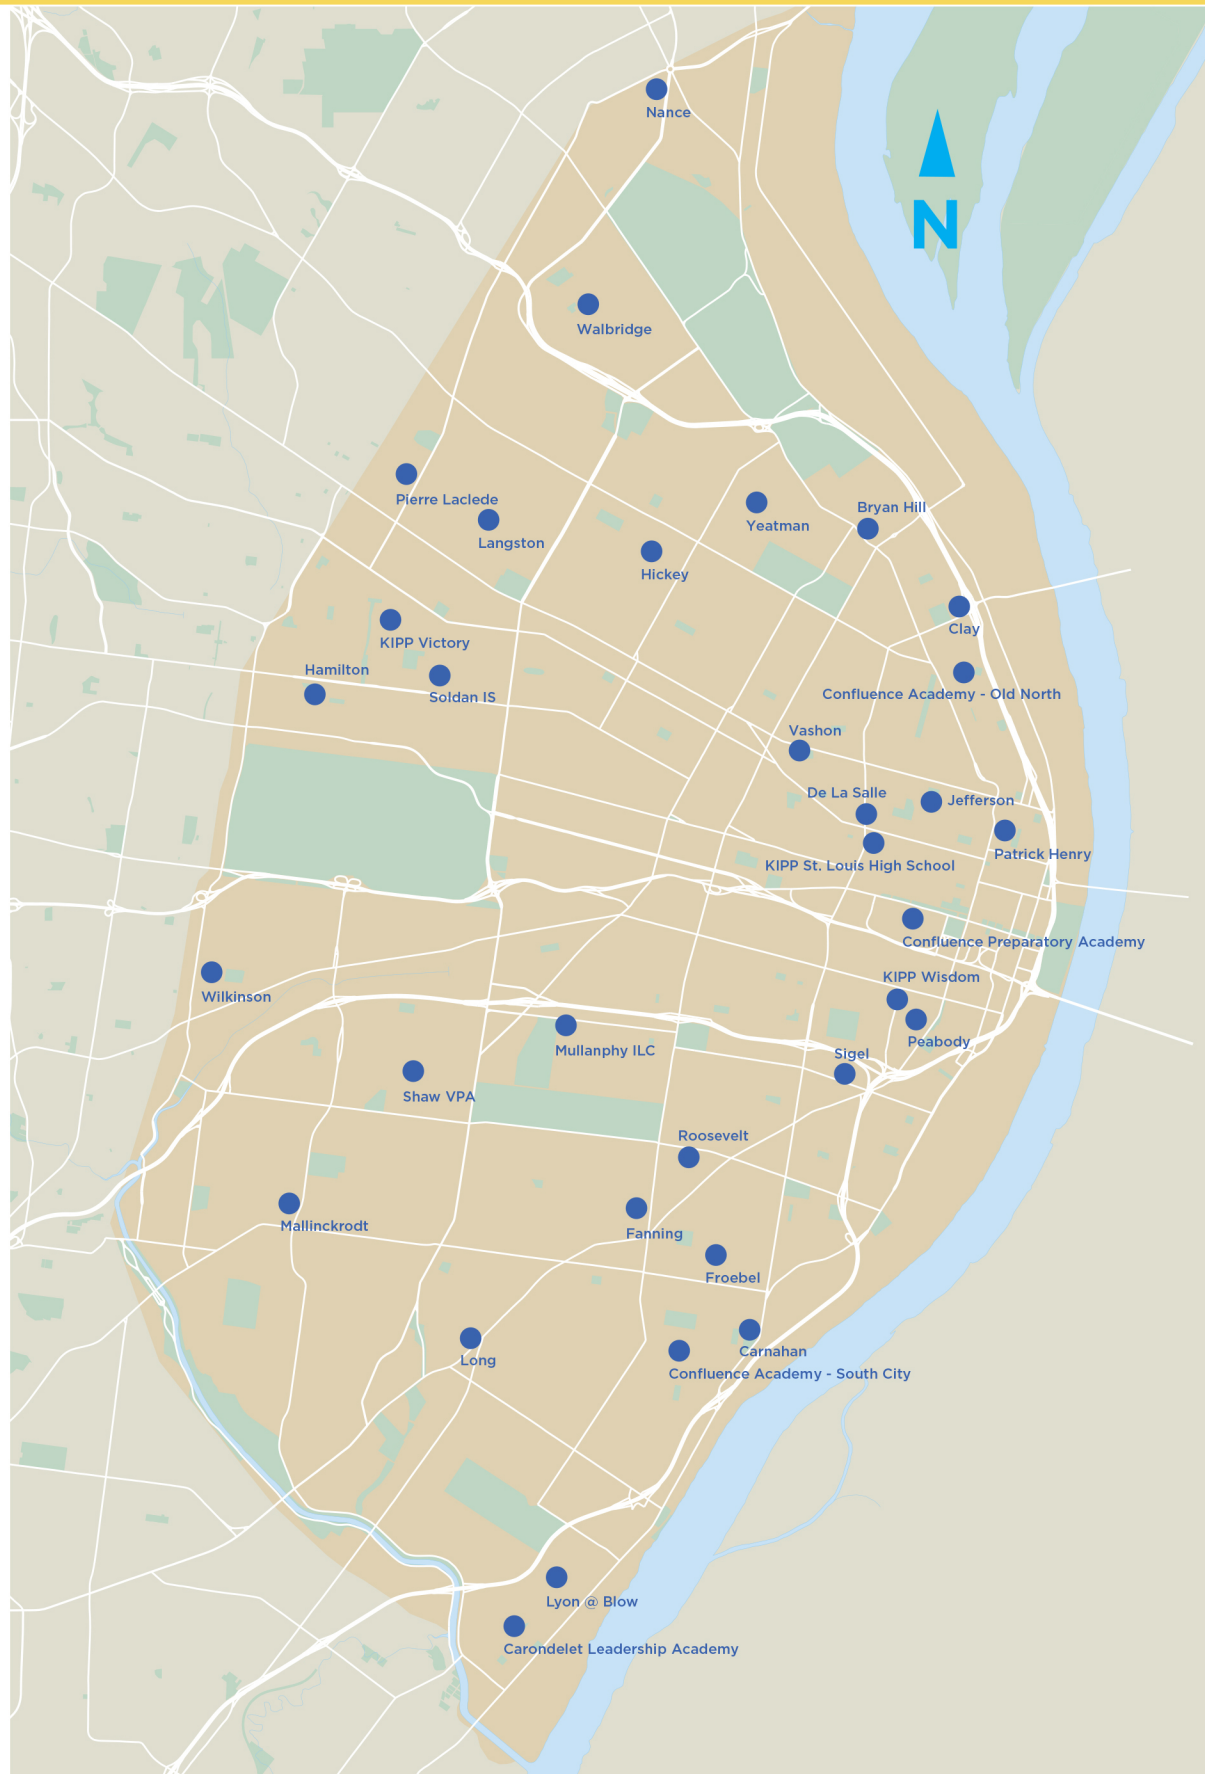 Nance
N
Walbridge
Pierre Laclede
Langston
Yeatman
Bryan Hill
Hickey
Clay
KIPP Victory
Hamilton
Soldan IS
Confluence Academy - Old North
Vashon
De La Salle
Jefferson
Patrick Henry
KIPP St. Louis High School
Confluence Preparatory Academy
KIPP Wisdom
Wilkinson
Peabody
Mullanphy ILC
Sigel
Shaw VPA
Roosevelt
Mallinckrodt
Fanning
Froebel
Carnahan
Long
Confluence Academy - South City
Lyon @ Blow
Carondelet Leadership Academy